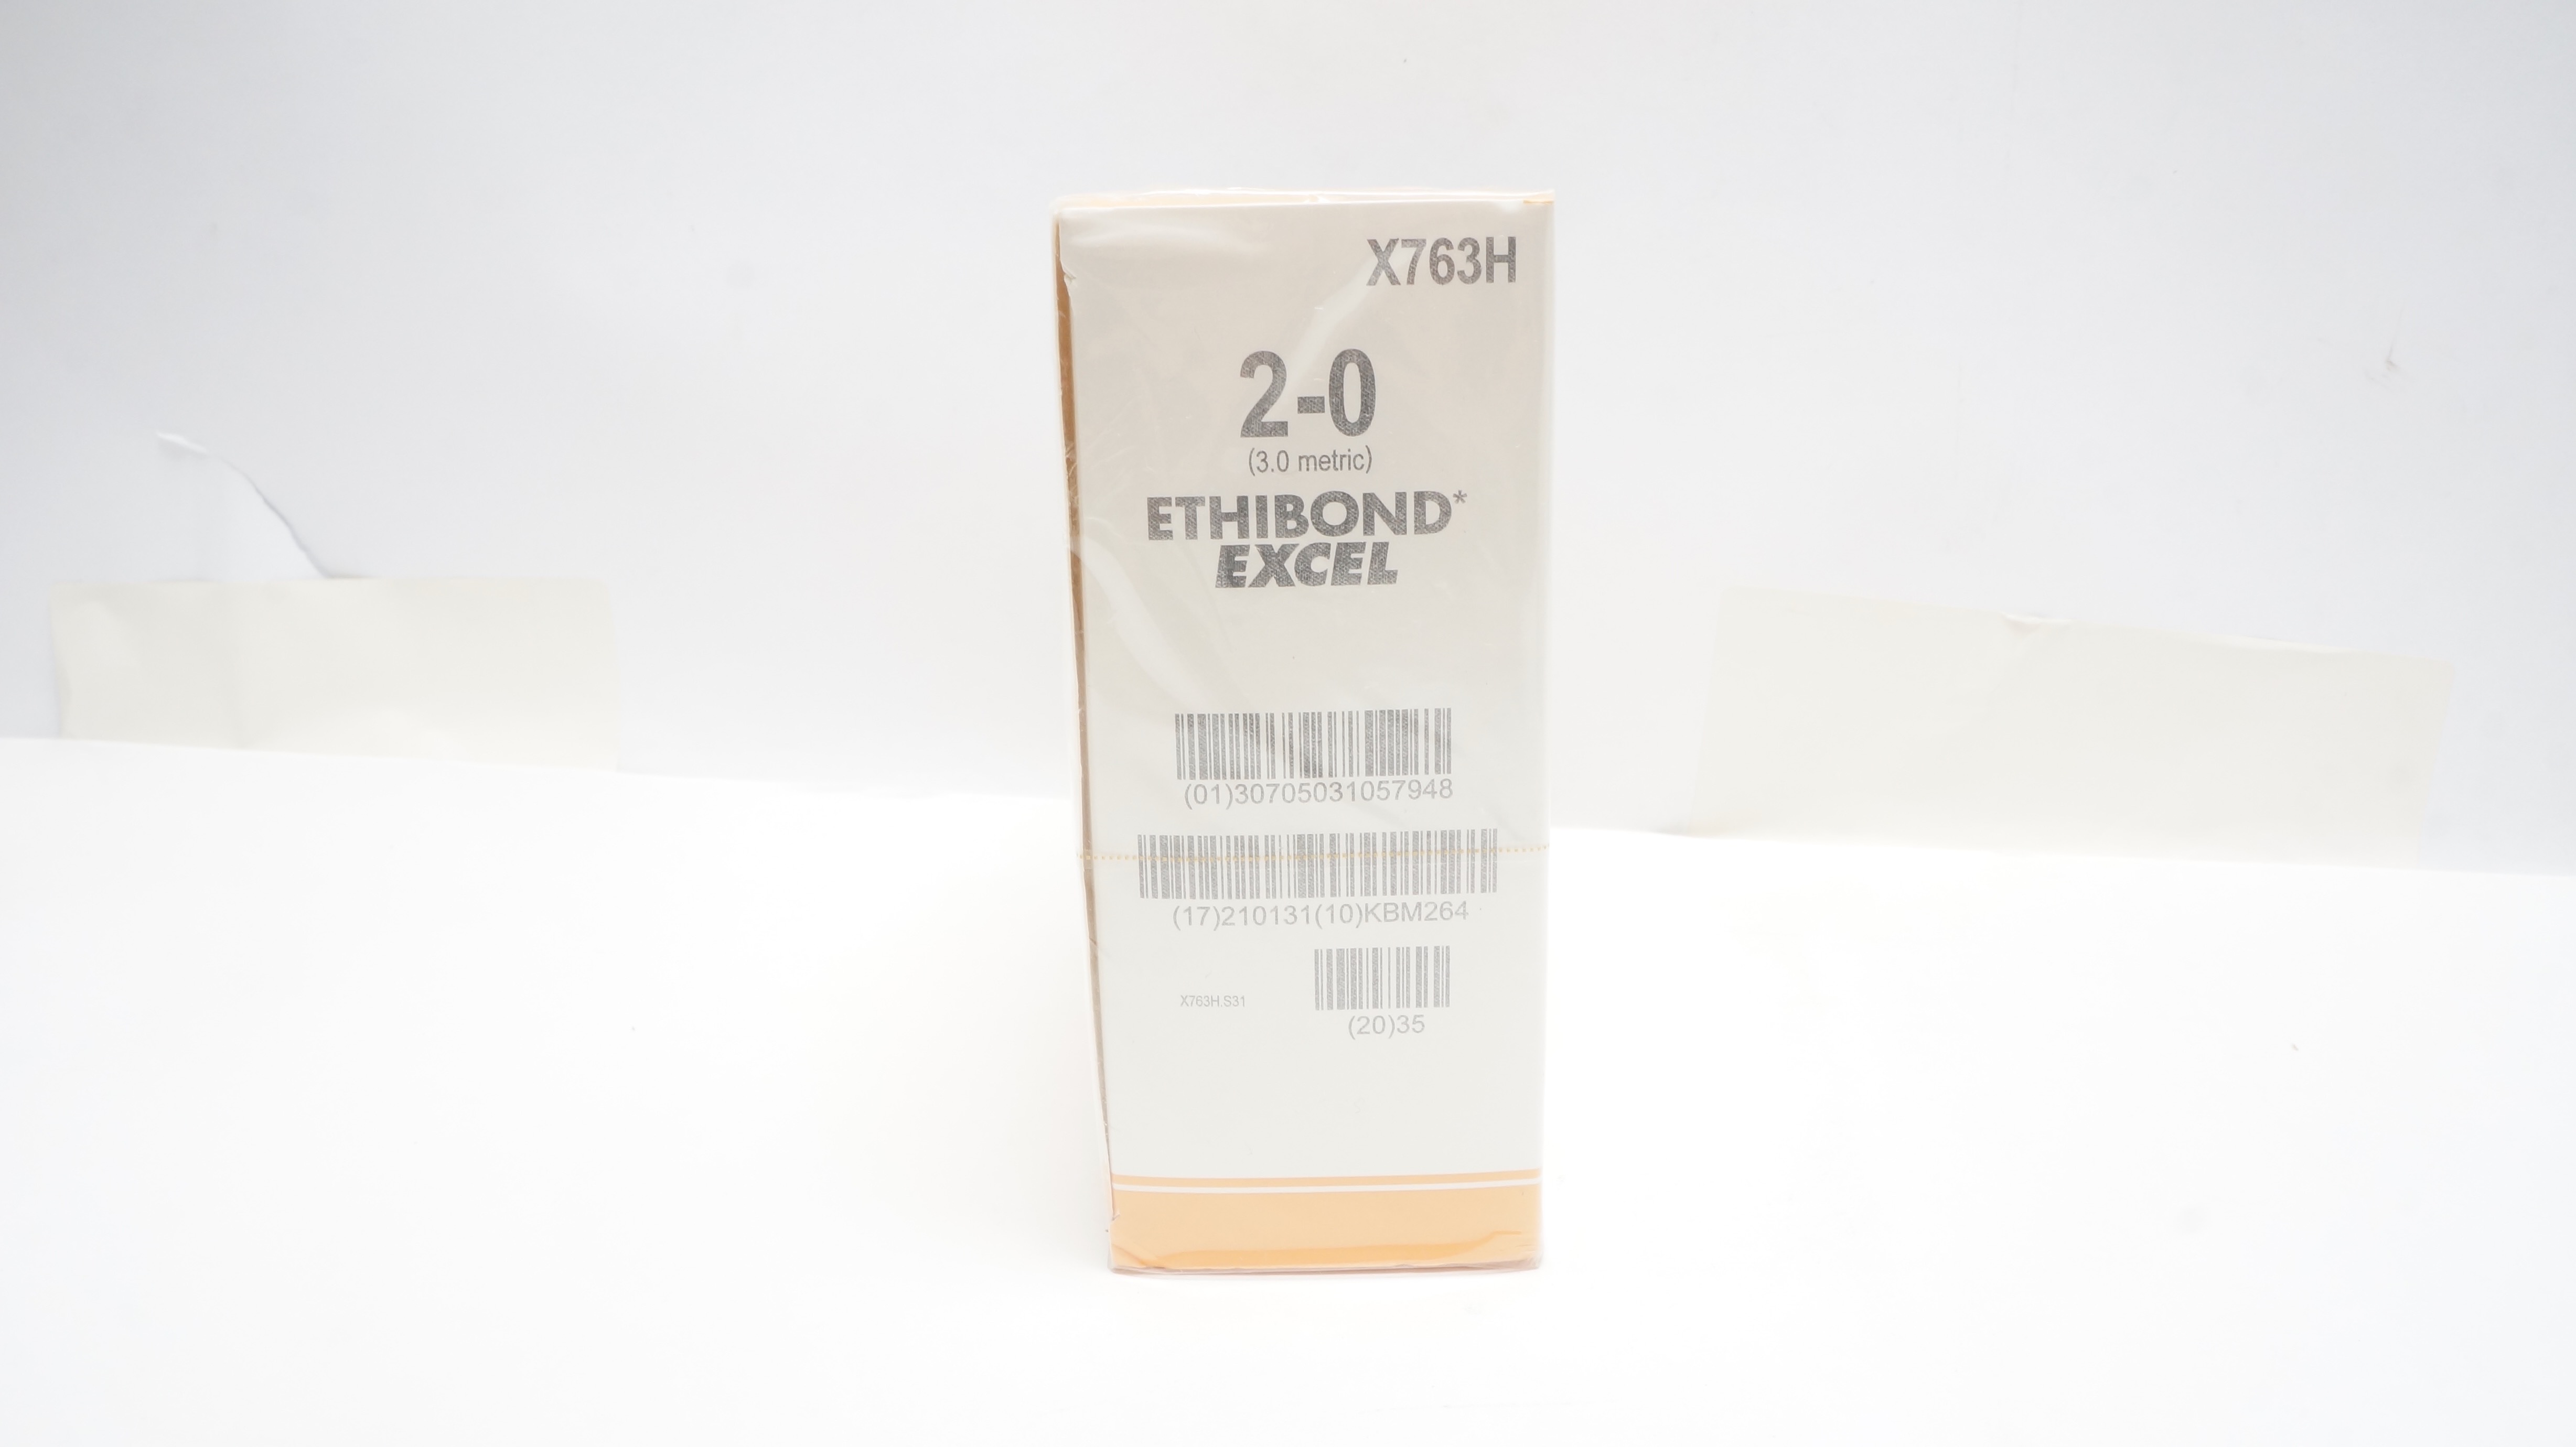 X763H
2-0
(3.0 metric)
ETHIBOND*
EXCEL
(01)30705031057948
(17)210131(10)KBM264
X763H.S31
(20)35